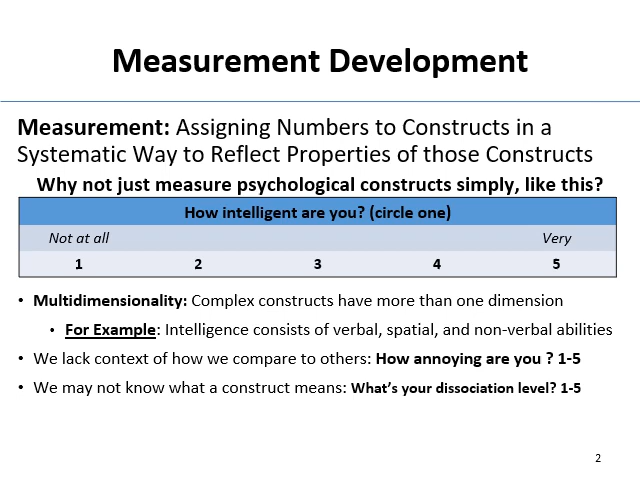 Measurement Development
Measurement: Assigning Numbers to Constructs in a
Systematic Way to Reflect Properties of those Constructs
Why not just measure psychological constructs simply, like this?
How intelligent are you? (circle one)
Not at all Very
1 2 3 4 5
• Multidimensionality: Complex constructs have more than one dimension
• For Example: Intelligence consists of verbal, spatial, and non-verbal abilities
• We lack context of how we compare to others: How annoying are you ? 1-5
• We may not know what a construct means: What’s your dissociation level? 1-5
2